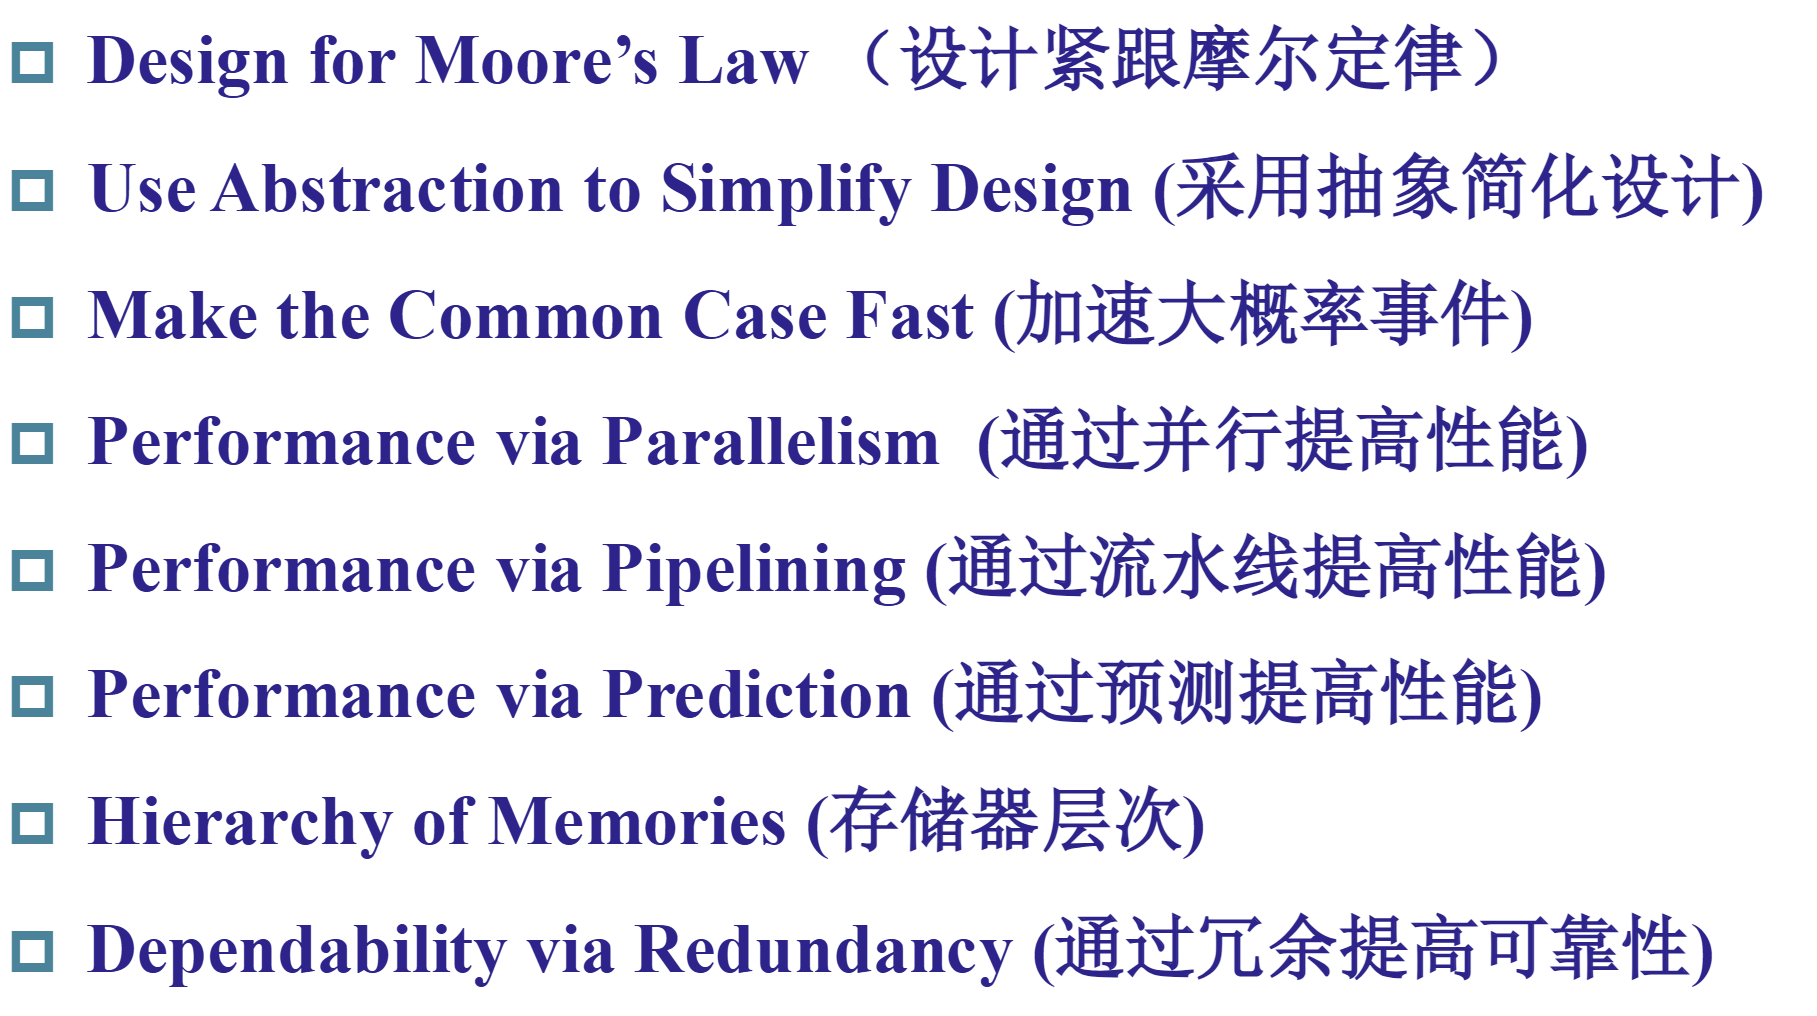 Design for Moore’s Law （设计紧跟摩尔定律）
Use Abstraction to Simplify Design (采用抽象简化设计)
Make the Common Case Fast (加速大概率事件)
Performance via Parallelism (通过并行提高性能)
Performance via Pipelining (通过流水线提高性能)
Performance via Prediction (通过预测提高性能)
Hierarchy of Memories (存储器层次)
Dependability via Redundancy (通过冗余提高可靠性)